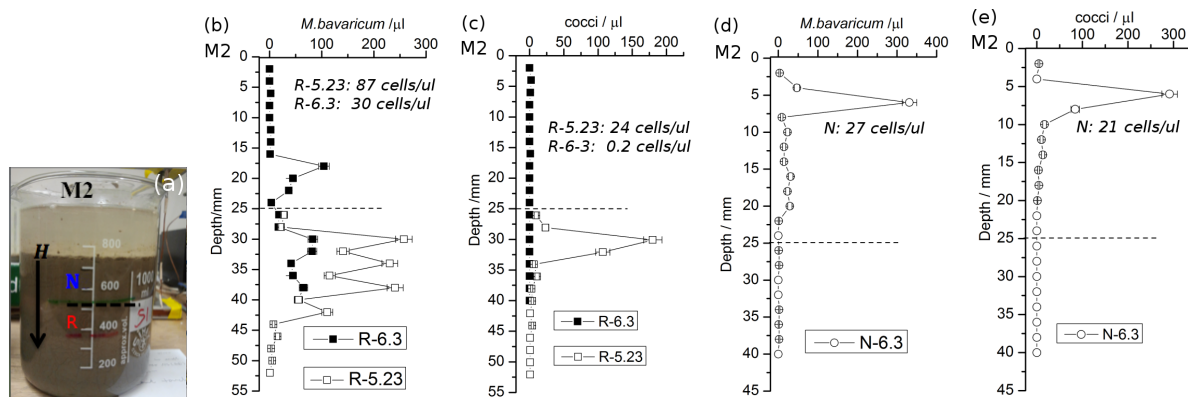 (a)
M2
H
N
R
800
1000
600
400
200
approx.vol.
(b)
M2
M.bavaricum /µl
0 100 200 300
Depth/mm
0
5
10
15
20
25
30
35
40
45
50
55
R-5.23: 87 cells/ul
R-6.3: 30 cells/ul
R-6.3
R-5.23
(c)
M2
cocci / µl
0 50 100 150 200
Depth/mm
0
5
10
15
20
25
30
35
40
45
50
55
R-5.23: 24 cells/ul
R-6-3: 0.2 cells/ul
R-6.3
R-5.23
(d)
M2
M.bavaricum /µl
0 100 200 300 400
Depth / mm
0
5
10
15
20
25
30
35
40
45
N: 27 cells/ul
N-6.3
(e)
M2
cocci /µl
0 100 200 300
Depth / mm
0
5
10
15
20
25
30
35
40
45
N: 21 cells/ul
N-6.3